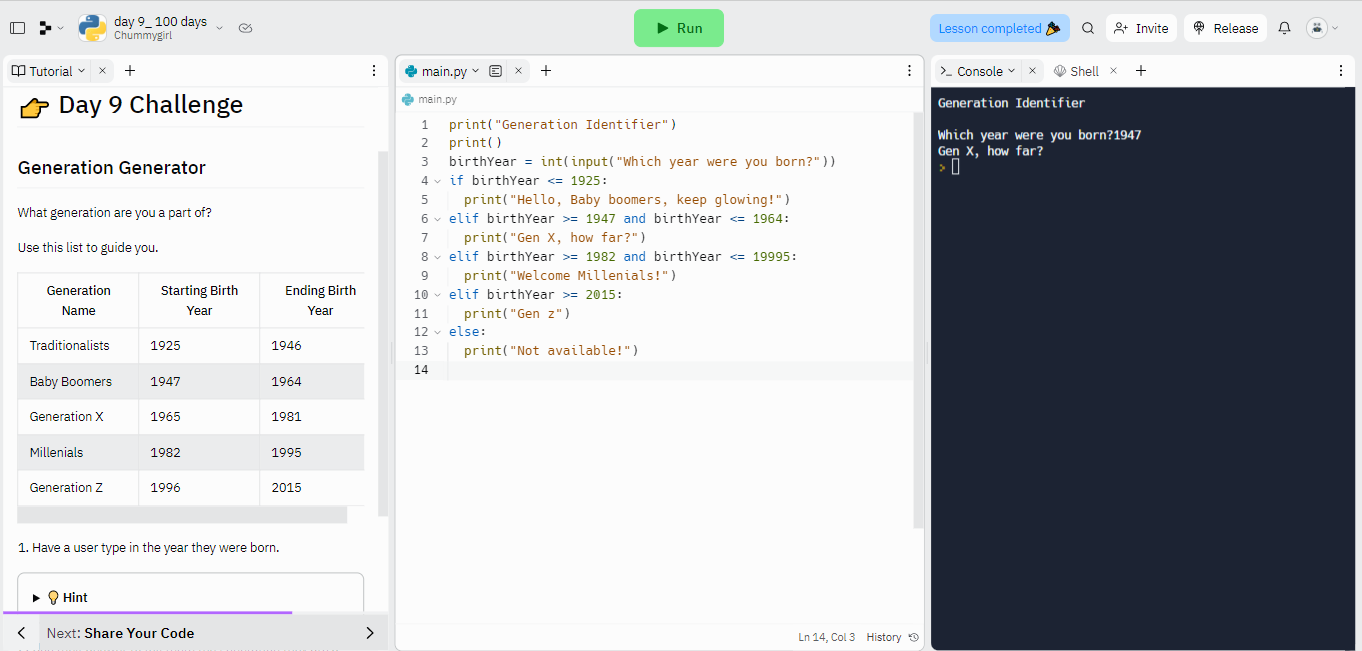 day 9_ 100 days
Chummygirl
Run
Lesson completed
Invite
Release
Tutorial
Day 9 Challenge
Generation Generator
What generation are you a part of?
Use this list to guide you.
Generation Name Starting Birth Year Ending Birth Year
Traditionalists 1925 1946
Baby Boomers 1947 1964
Generation X 1965 1981
Millenials 1982 1995
Generation Z 1996 2015
1. Have a user type in the year they were born.
Hint
Next: Share Your Code
main.py
main.py
1 print("Generation Identifier")
2 print()
3 birthYear = int(input("Which year were you born?"))
4 if birthYear <= 1925:
5   print("Hello, Baby boomers, keep glowing!")
6 elif birthYear >= 1947 and birthYear <= 1964:
7   print("Gen X, how far?")
8 elif birthYear >= 1982 and birthYear <= 19995:
9   print("Welcome Millenials!")
10 elif birthYear >= 2015:
11   print("Gen z")
12 else:
13   print("Not available!")
14
Ln 14, Col 3 History
Console
Shell
Generation Identifier
Which year were you born?1947
Gen X, how far?
>